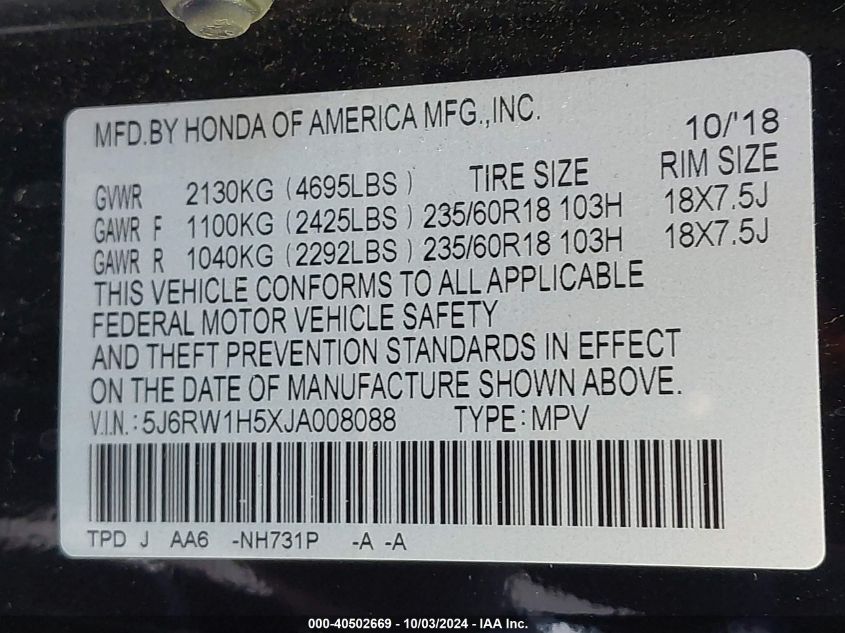 MFD.BY HONDA OF AMERICA MFG.,INC. 10/'18
TIRE SIZE RIM SIZE
GVWR 2130KG (4695LBS)
GAWR F 1100KG (2425LBS) 235/60R18 103H 18X7.5J
GAWR R 1040KG (2292LBS) 235/60R18 103H 18X7.5J
THIS VEHICLE CONFORMS TO ALL APPLICABLE
FEDERAL MOTOR VEHICLE SAFETY
AND THEFT PREVENTION STANDARDS IN EFFECT
ON THE DATE OF MANUFACTURE SHOWN ABOVE.
V.I.N.: 5J6RW1H5XJA008088 TYPE: MPV
TPD J AA6 -NH731P -A -A
000-40502669 - 10/03/2024 - IAA Inc.